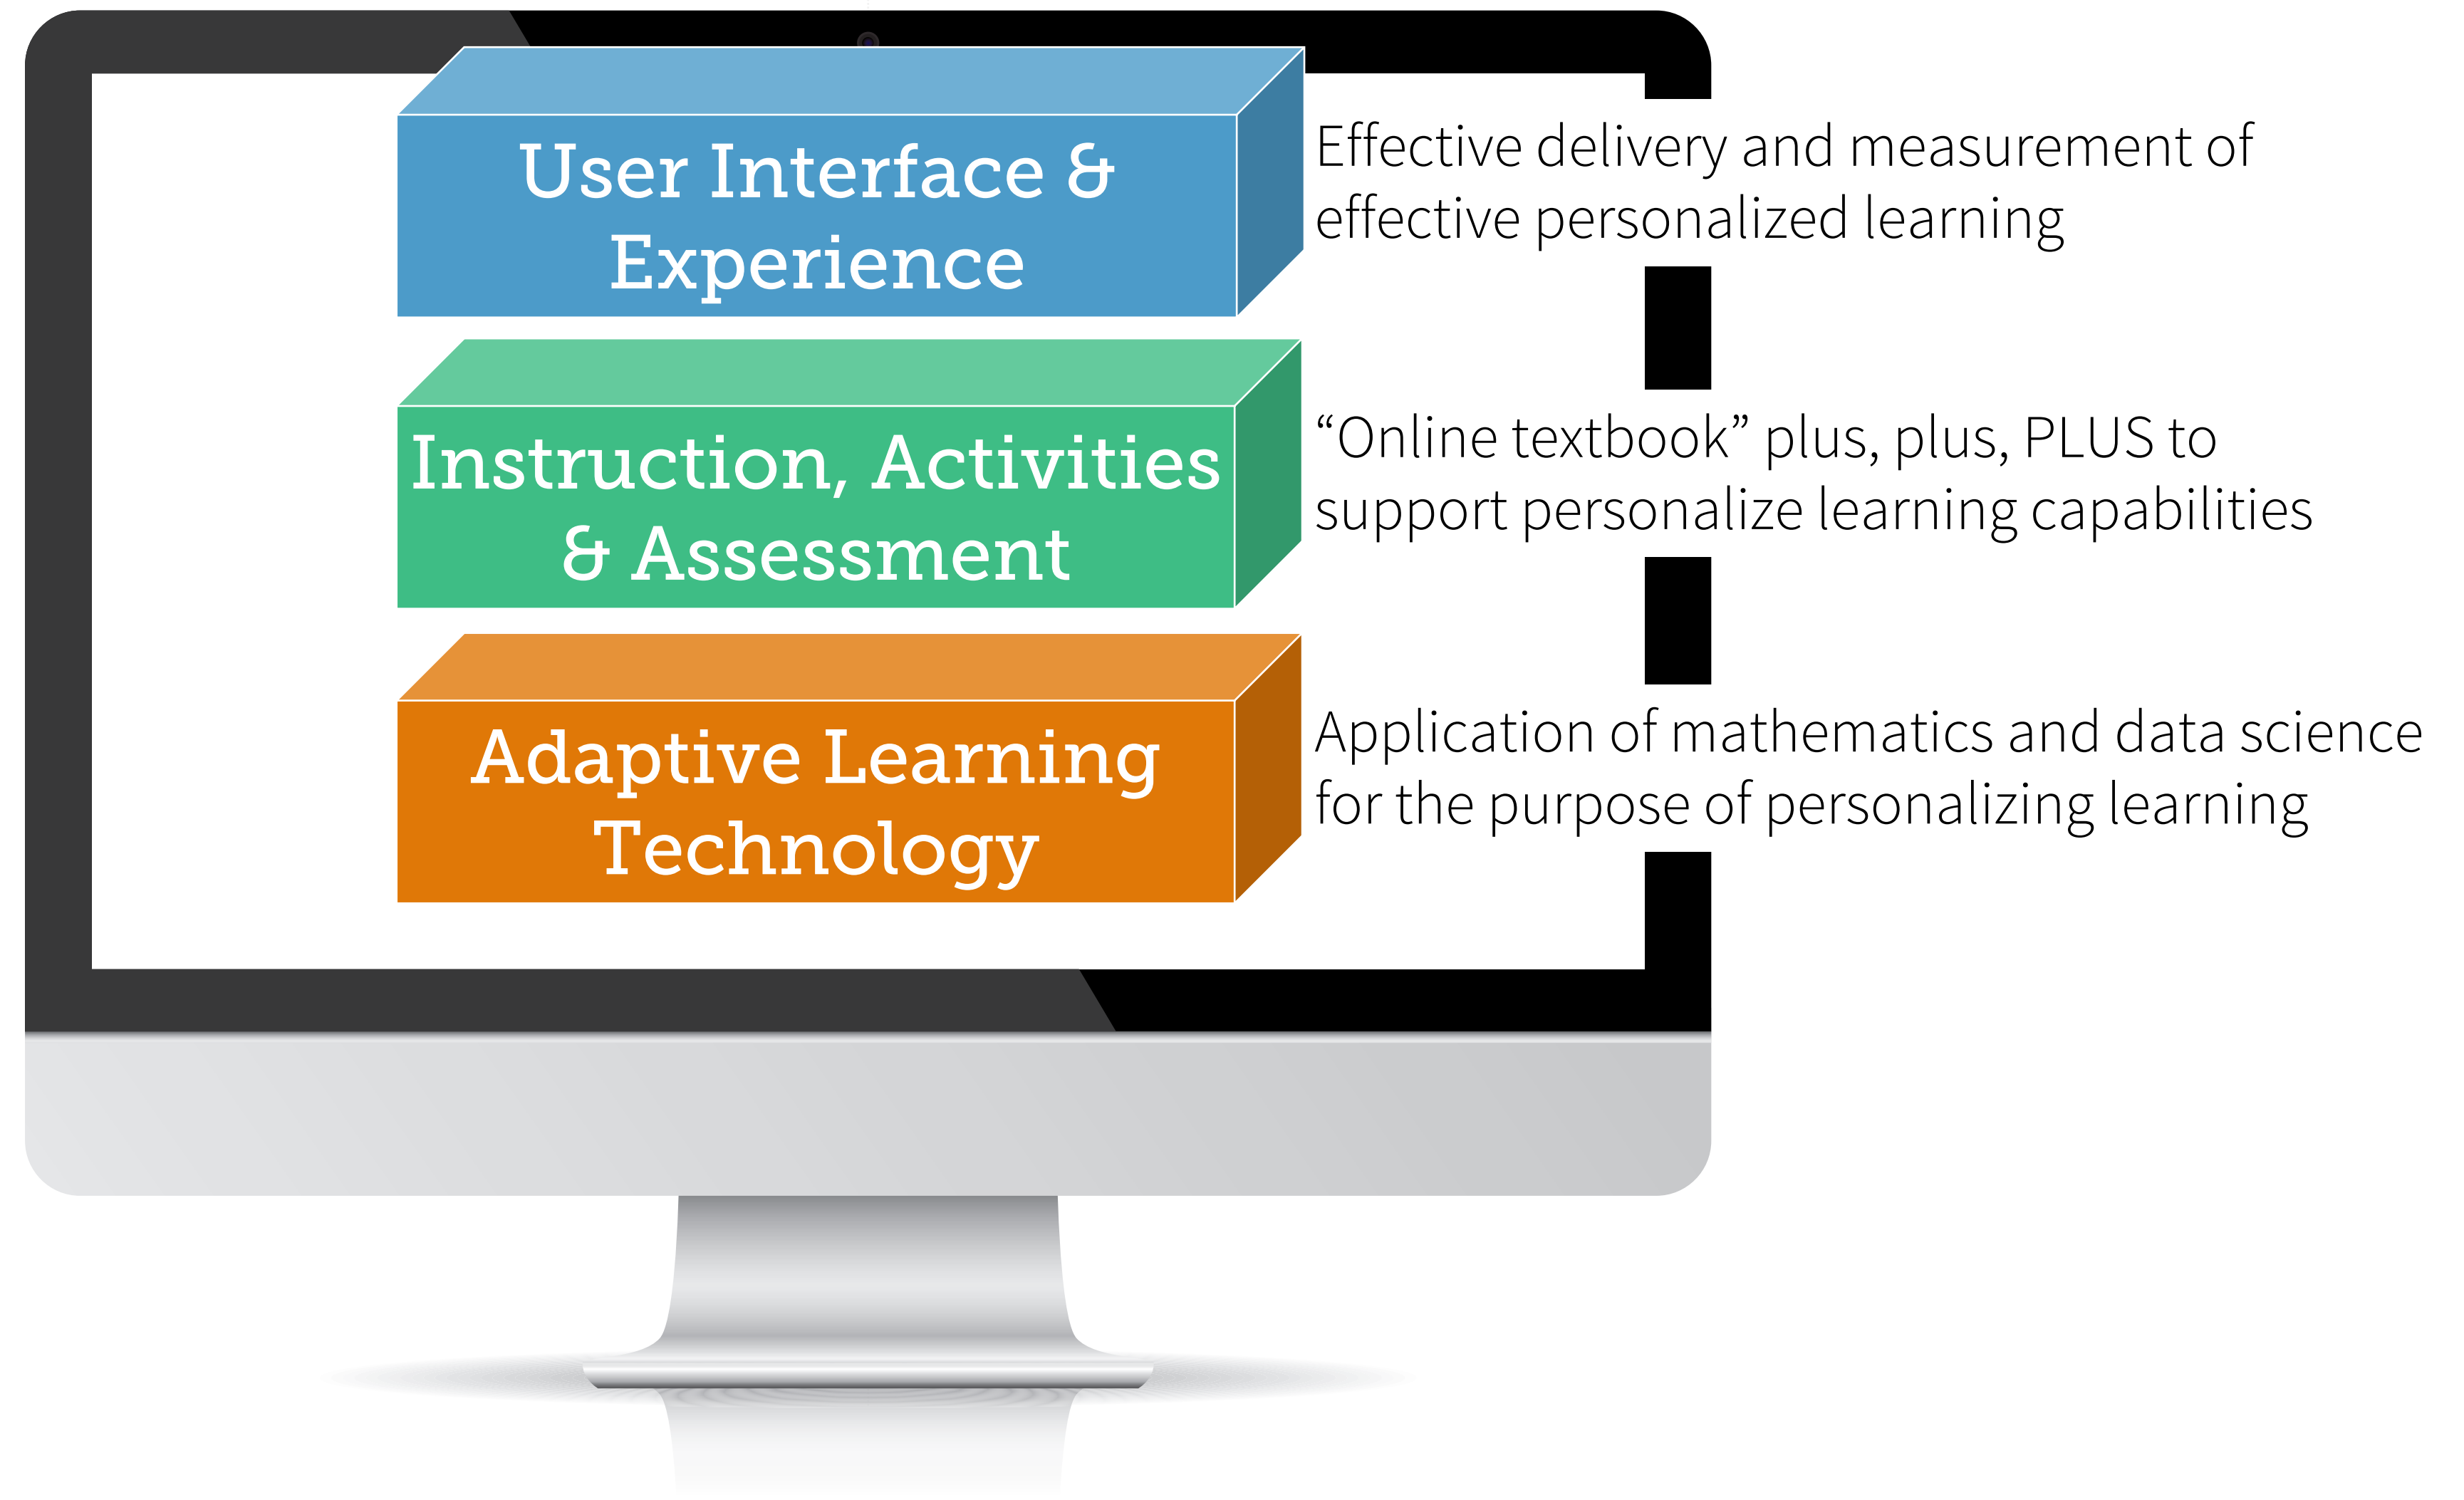 User Interface &
Experience
Effective delivery and measurement of
effective personalized learning
Instruction, Activities
& Assessment
“Online textbook” plus, plus, PLUS to
support personalize learning capabilities
Adaptive Learning
Technology
Application of mathematics and data science
for the purpose of personalizing learning